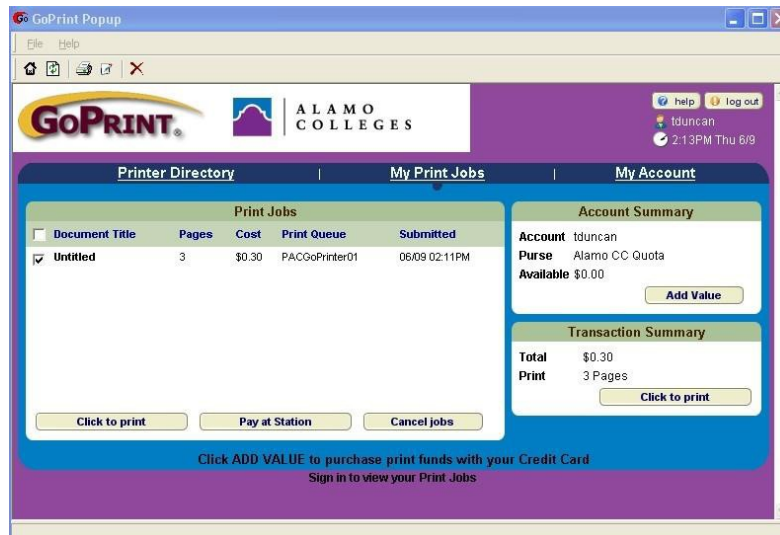 GoPrint Popup
File Help
GOPRINT®
ALAMO
COLLEGES
help log out
tduncan
2:13PM Thu 6/9
Printer Directory | My Print Jobs | My Account
Print Jobs
Document Title Pages Cost Print Queue Submitted
Untitled 3 $0.30 PACGoPrinter01 06/09 02:11PM
Click to print Pay at Station Cancel jobs
Account Summary
Account tduncan
Purse Alamo CC Quota
Available $0.00
Add Value
Transaction Summary
Total $0.30
Print 3 Pages
Click to print
Click ADD VALUE to purchase print funds with your Credit Card
Sign in to view your Print Jobs